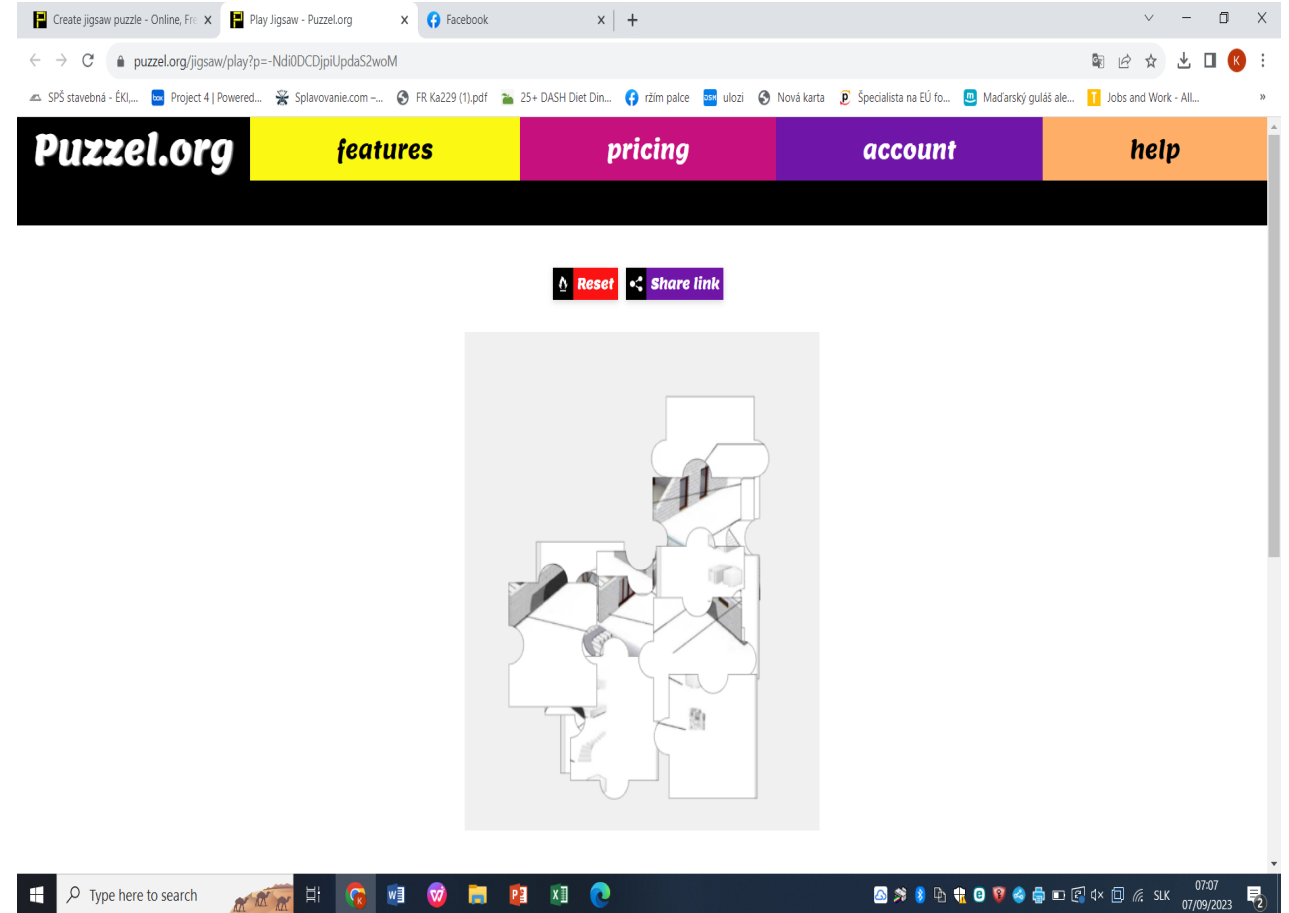 Create jigsaw puzzle - Online, Fre
Play Jigsaw - Puzzel.org
Facebook
puzzel.org/jigsaw/play?p=-Ndi0DCDjpiUpdaS2woM
K
SPŠ stavebná - ÉKI,...
box
Project 4 | Powered...
Splavovanie.com –...
FR Ka229 (1).pdf
25+ DASH Diet Din...
ržím palce
ulozi
Nová karta
Špecialista na EÚ fo...
Maďarský guláš ale...
Jobs and Work - All...
»
Puzzel.org
features
pricing
account
help
Reset
Share link
Type here to search
SLK
07:07
07/09/2023
2